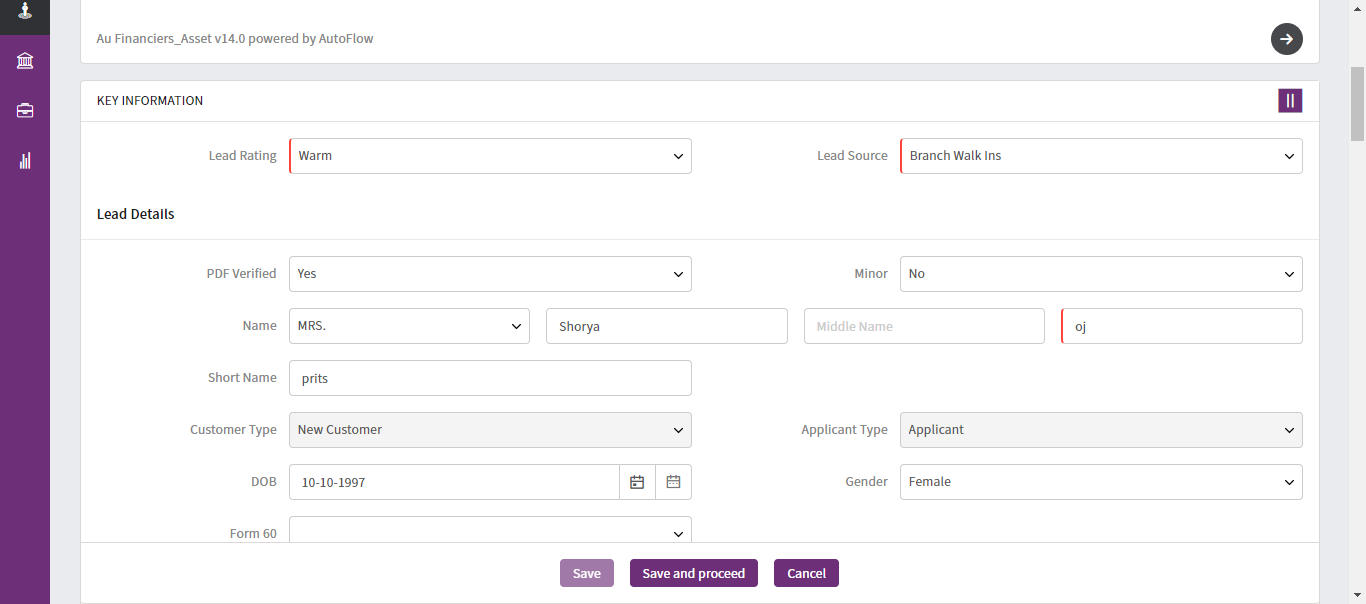 Au Financiers_Asset v14.0 powered by AutoFlow
KEY INFORMATION
Lead Rating Warm Lead Source Branch Walk Ins
Lead Details
PDF Verified Yes Minor No
Name MRS. Shorya Middle Name oj
Short Name prits
Customer Type New Customer Applicant Type Applicant
DOB 10-10-1997 Gender Female
Form 60
Save Save and proceed Cancel